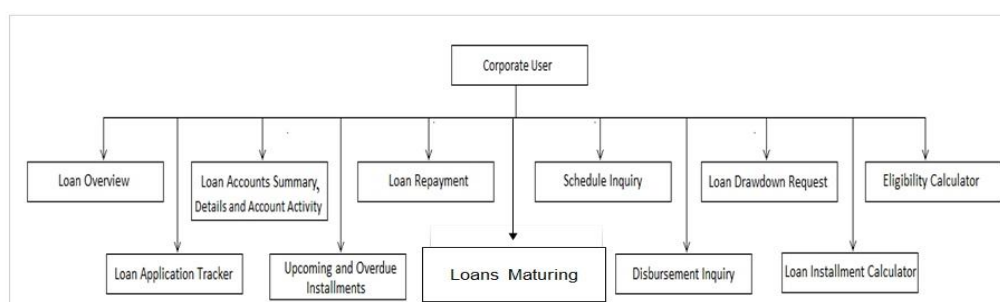 Corporate User
Loan Overview
Loan Accounts Summary,
Details and Account Activity
Loan Repayment
Schedule Inquiry
Loan Drawdown Request
Eligibility Calculator
Loan Application Tracker
Upcoming and Overdue
Installments
Loans Maturing
Disbursement Inquiry
Loan Installment Calculator